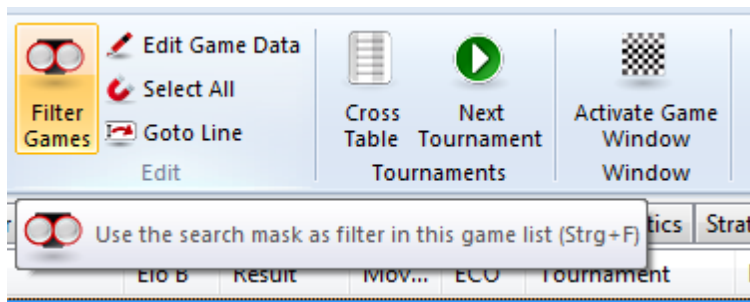 Filter Games
Edit Game Data
Select All
Goto Line
Edit
Cross Table
Next Tournament
Tournaments
Activate Game Window
Window
Use the search mask as filter in this game list (Strg+F)
tics
Strat
Elo B
Result
Mov...
ECO
Tournament